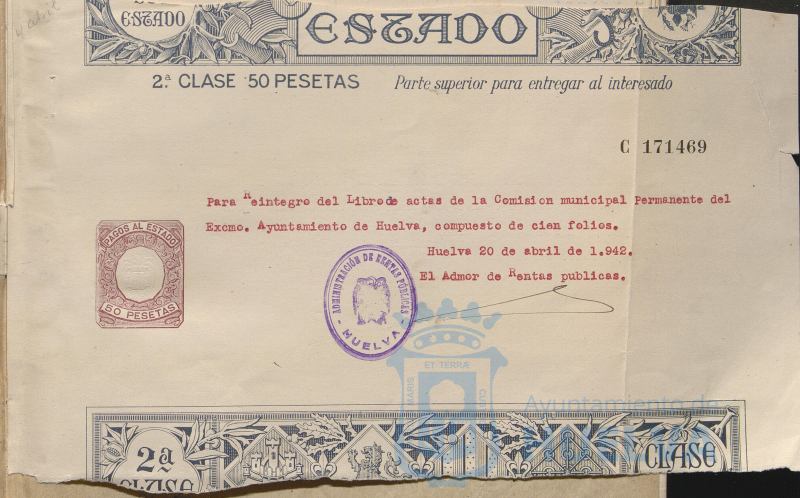 ESTADO
ESTADO
2.ª CLASE 50 PESETAS Parte superior para entregar al interesado
C 171469
Para Reintegro del Librode actas de la Comision municipal Permanente del
Excmo. Ayuntamiento de Huelva, compuesto de cien folios.
Huelva 20 de abril de 1.942.
El Admor de Rentas publicas.
PAGOS AL ESTADO
50 PESETAS
ADMINISTRACIÓN DE RENTAS PÚBLICAS
- HUELVA -
ET TERRÆ
MARIS
CUS
Ayuntamiento de
2ª
CLASE
CLASE